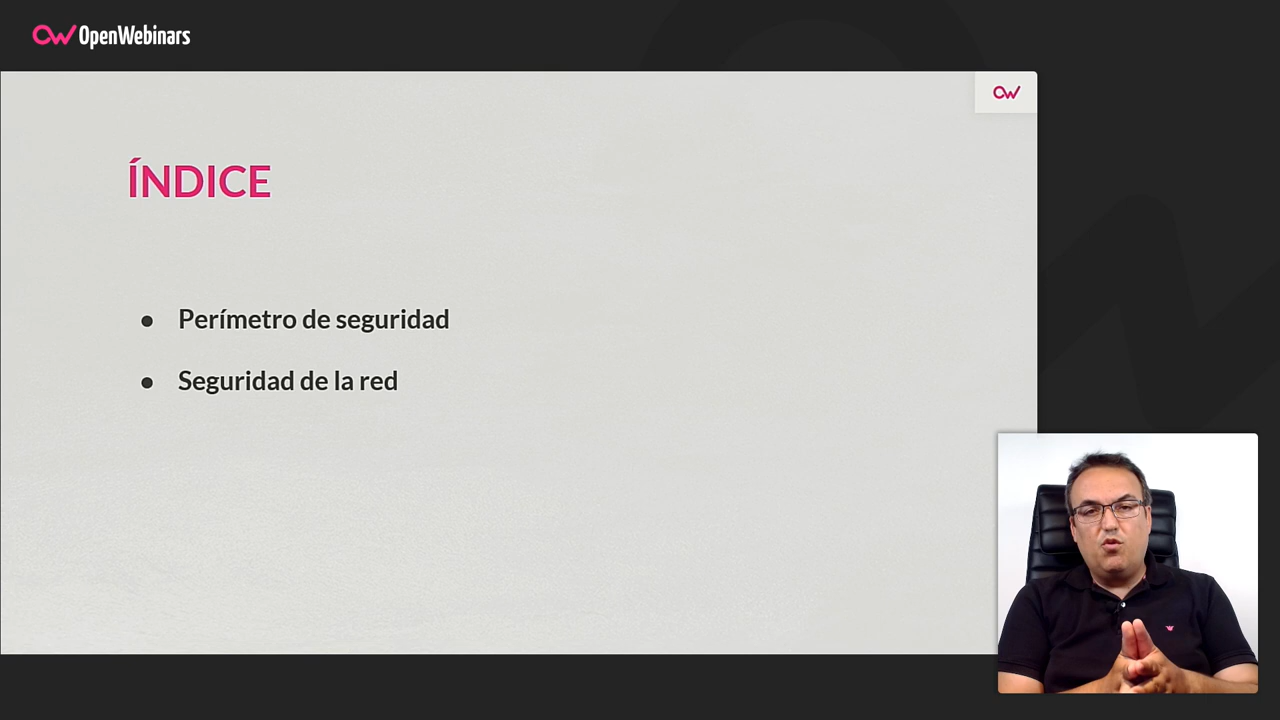 OpenWebinars
ÍNDICE
● Perímetro de seguridad
● Seguridad de la red